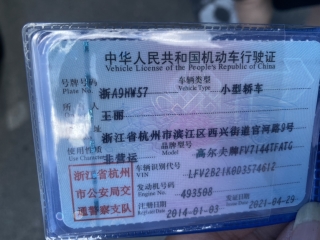 中华人民共和国机动车行驶证
Vehicle License of the People's Republic of China
号牌号码 Plate No. 浙A9HW57 车辆类型 Vehicle Type 小型轿车
所有人 王丽
浙江省杭州市滨江区西兴街道官河路9号
使用性质 Use Character 非营运 品牌型号 Model 高尔夫牌FV7144TFATG
浙江省杭州市公安局交通警察支队
车辆识别代号 VIN LFV2B21K8D3574612
发动机号码 Engine No. 493508
注册日期 2014-01-03 发证日期 2021-04-29